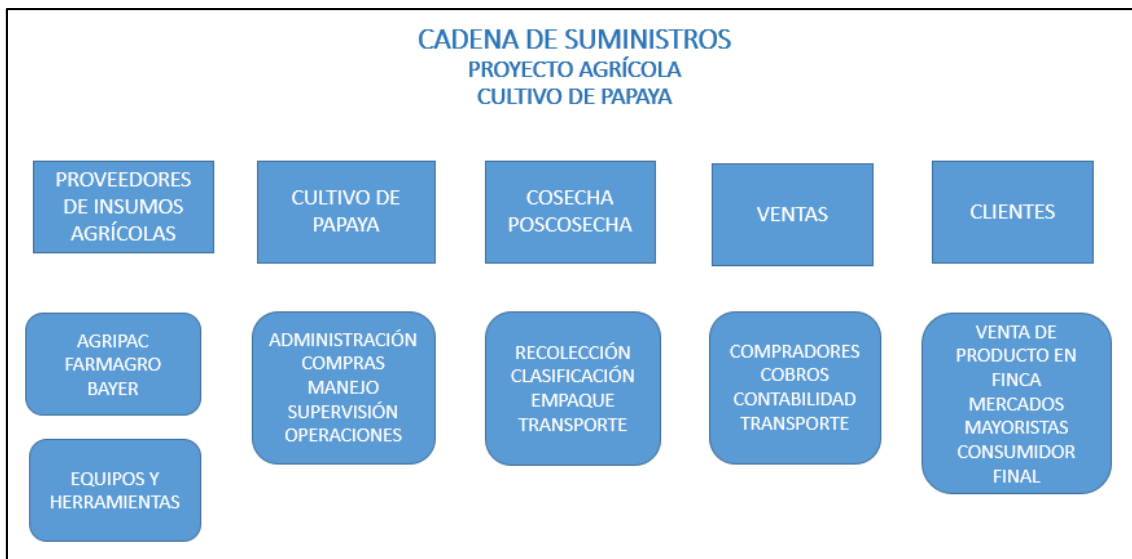 CADENA DE SUMINISTROS
PROYECTO AGRÍCOLA
CULTIVO DE PAPAYA
PROVEEDORES
DE INSUMOS
AGRÍCOLAS
CULTIVO DE
PAPAYA
COSECHA
POSCOSECHA
VENTAS
CLIENTES
AGRIPAC
FARMAGRO
BAYER
EQUIPOS Y
HERRAMIENTAS
ADMINISTRACIÓN
COMPRAS
MANEJO
SUPERVISIÓN
OPERACIONES
RECOLECCIÓN
CLASIFICACIÓN
EMPAQUE
TRANSPORTE
COMPRADORES
COBROS
CONTABILIDAD
TRANSPORTE
VENTA DE
PRODUCTO EN
FINCA
MERCADOS
MAYORISTAS
CONSUMIDOR
FINAL